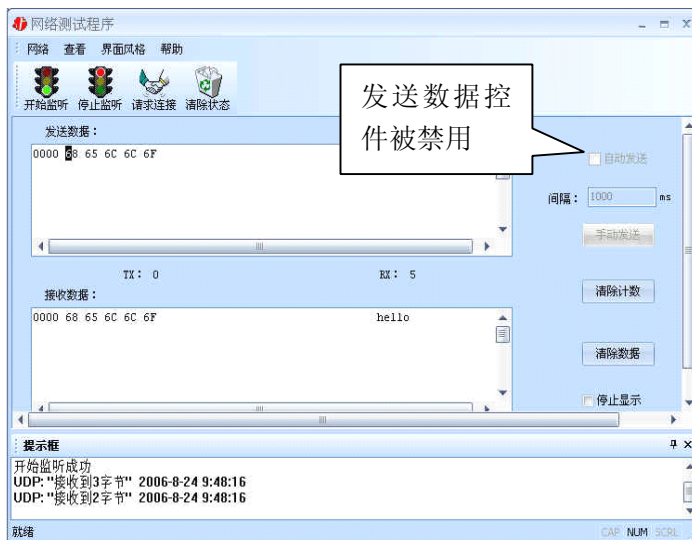 网络测试程序
网络 查看 界面风格 帮助
开始监听 停止监听 请求连接 清除状态
发送数据控
件被禁用
发送数据：
0000 68 65 6C 6C 6F
自动发送
间隔： 1000 ms
手动发送
TX： 0 RX： 5
清除计数
接收数据：
0000 68 65 6C 6C 6F hello
清除数据
停止显示
提示框
开始监听成功
UDP: "接收到3字节" 2006-8-24 9:48:16
UDP: "接收到2字节" 2006-8-24 9:48:16
就绪 CAP NUM SCRL